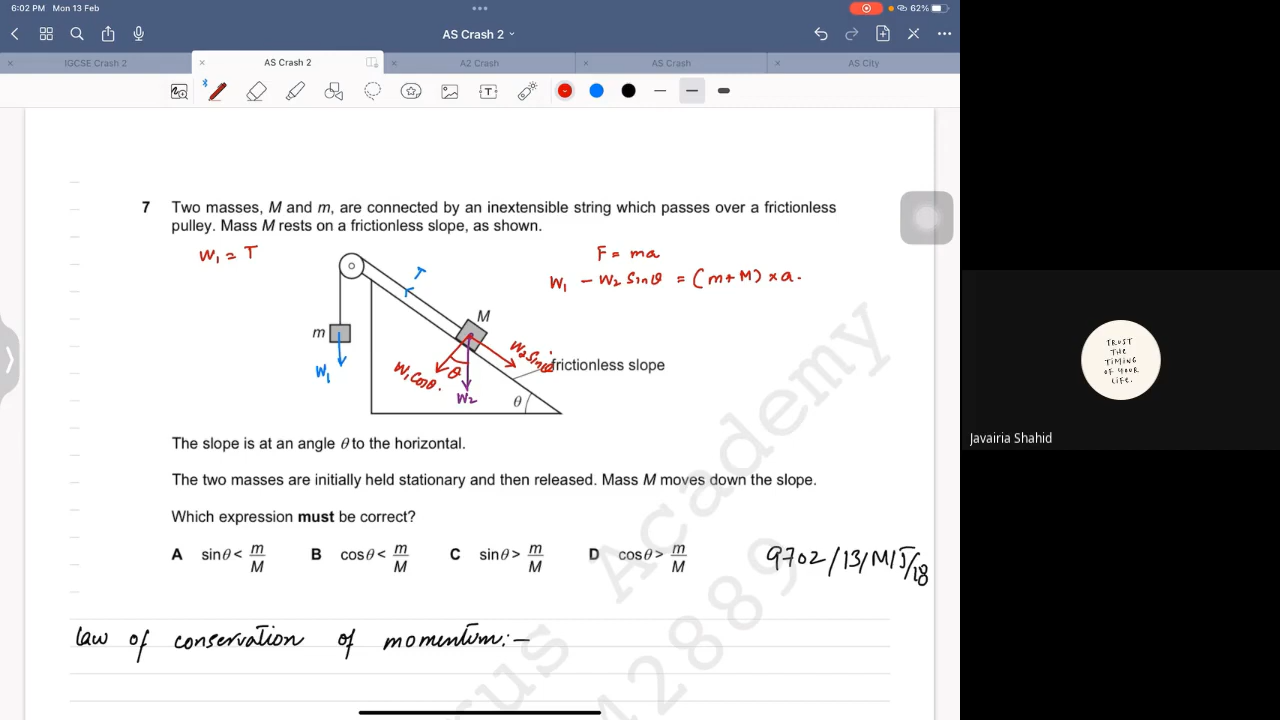 6:02 PM Mon 13 Feb
62%
AS Crash 2
IGCSE Crash 2
AS Crash 2
A2 Crash
AS Crash
AS City
7 Two masses, M and m, are connected by an inextensible string which passes over a frictionless
pulley. Mass M rests on a frictionless slope, as shown.
W₁ = T
F = ma
W₁ - W₂ Sinθ = (m+M) × a.
T
M
m
W₁
W₂ Sinθ
frictionless slope
W₁ Cosθ.
θ
W₂
θ
The slope is at an angle θ to the horizontal.
The two masses are initially held stationary and then released. Mass M moves down the slope.
Which expression must be correct?
A sinθ < m/M B cosθ < m/M C sinθ > m/M D cosθ > m/M
9702/13/M/J/18
law of conservation of momentum:-
Academy
rus
42889
TRUST
THE
TIMING
OF YOUR
LIFE.
Javairia Shahid